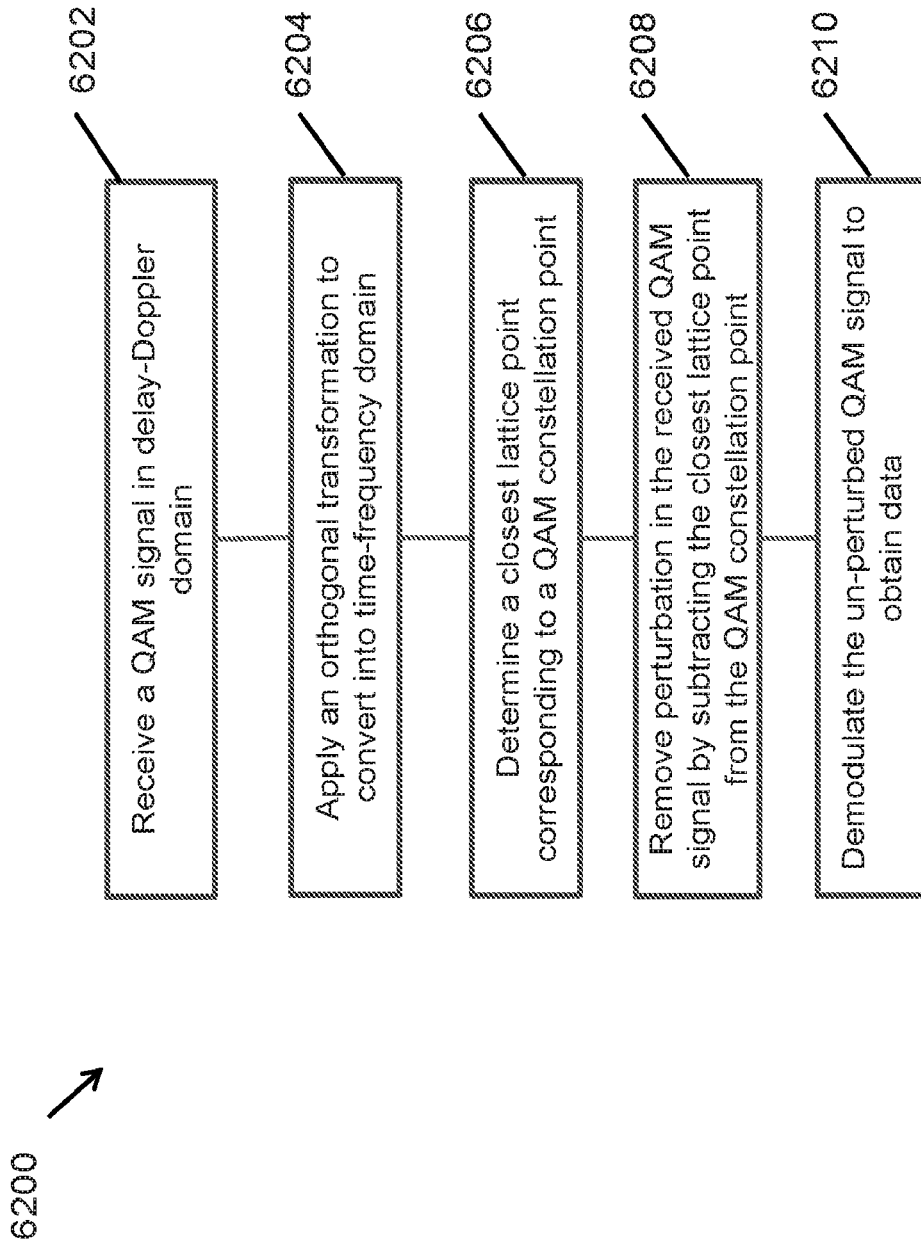 6200
Receive a QAM signal in delay-Doppler
domain
6202
Apply an orthogonal transformation to
convert into time-frequency domain
6204
Determine a closest lattice point
corresponding to a QAM constellation point
6206
Remove perturbation in the received QAM
signal by subtracting the closest lattice point
from the QAM constellation point
6208
Demodulate the un-perturbed QAM signal to
obtain data
6210